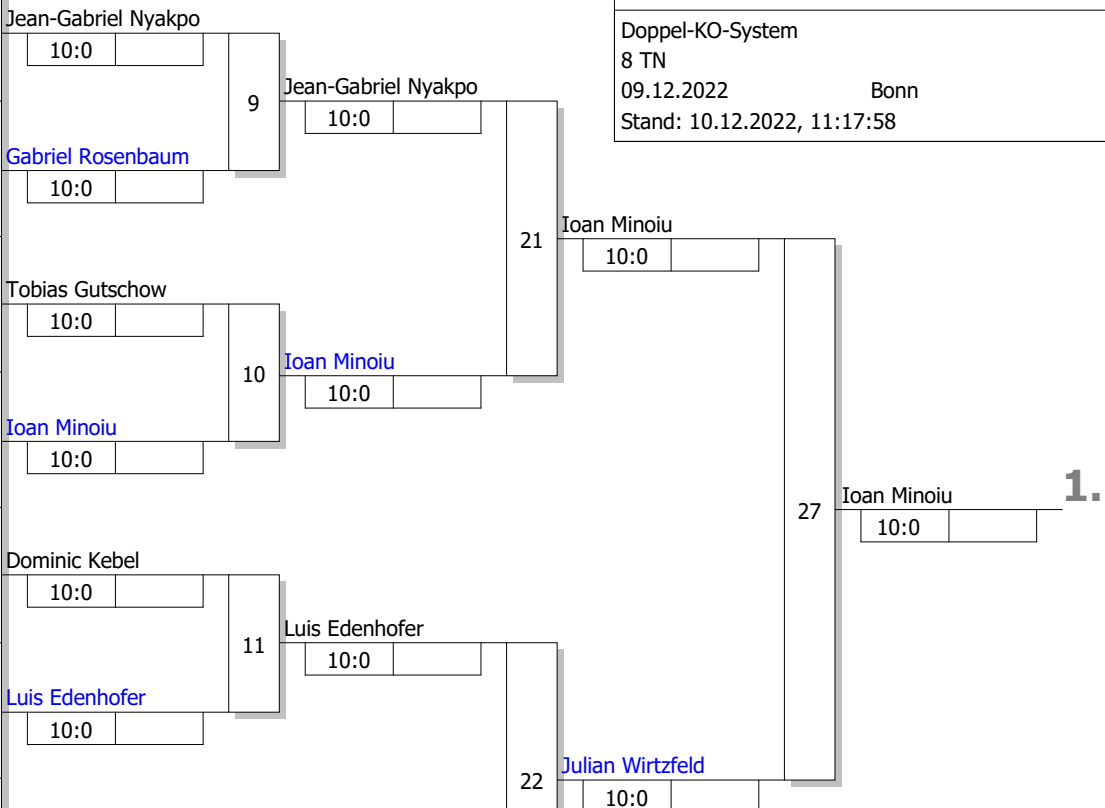 Jean-Gabriel Nyakpo
10:0
9
Gabriel Rosenbaum
10:0
Jean-Gabriel Nyakpo
10:0
Doppel-KO-System
8 TN
09.12.2022 Bonn
Stand: 10.12.2022, 11:17:58
21
Ioan Minoiu
10:0
Tobias Gutschow
10:0
10
Ioan Minoiu
10:0
Ioan Minoiu
10:0
27
Ioan Minoiu
10:0
1.
Dominic Kebel
10:0
11
Luis Edenhofer
10:0
Luis Edenhofer
10:0
22
Julian Wirtzfeld
10:0